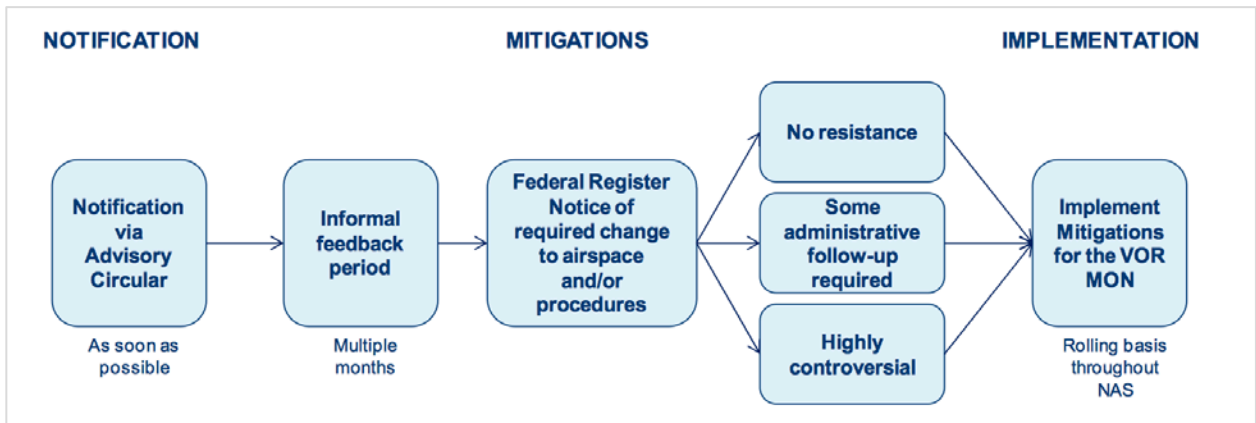 NOTIFICATION
MITIGATIONS
IMPLEMENTATION
Notification
via
Advisory
Circular
As soon as
possible
Informal
feedback
period
Multiple
months
Federal Register
Notice of
required change
to airspace
and/or
procedures
No resistance
Some
administrative
follow-up
required
Highly
controversial
Implement
Mitigations
for the VOR
MON
Rolling basis
throughout
NAS